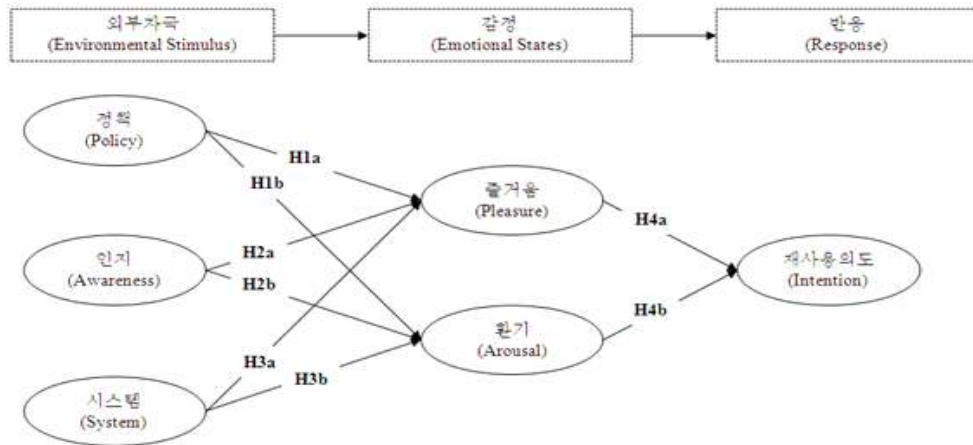 외부자극
(Environmental Stimulus)
감정
(Emotional States)
반응
(Response)
정책
(Policy)
H1a
H1b
즐거움
(Pleasure)
H4a
인지
(Awareness)
H2a
H2b
재사용의도
(Intention)
H4b
환기
(Arousal)
H3a
H3b
시스템
(System)